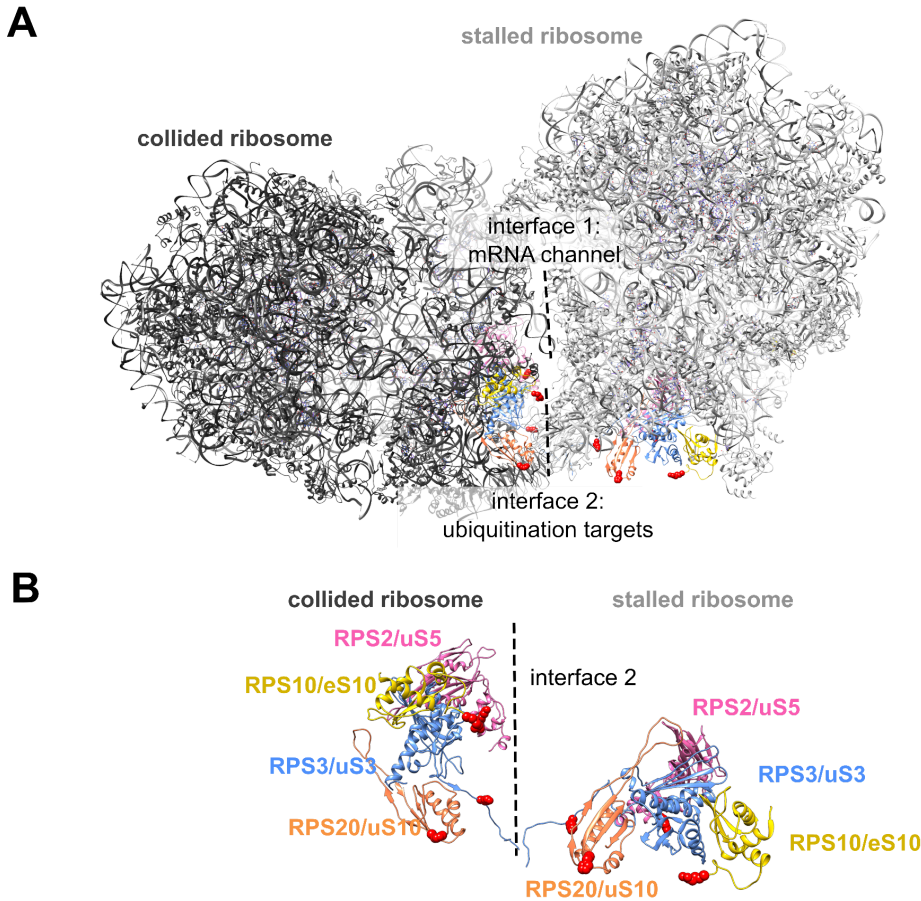 A
stalled ribosome
collided ribosome
interface 1:
mRNA channel
interface 2:
ubiquitination targets
B
collided ribosome
stalled ribosome
RPS2/uS5
interface 2
RPS10/eS10
RPS2/uS5
RPS3/uS3
RPS3/uS3
RPS20/uS10
RPS10/eS10
RPS20/uS10